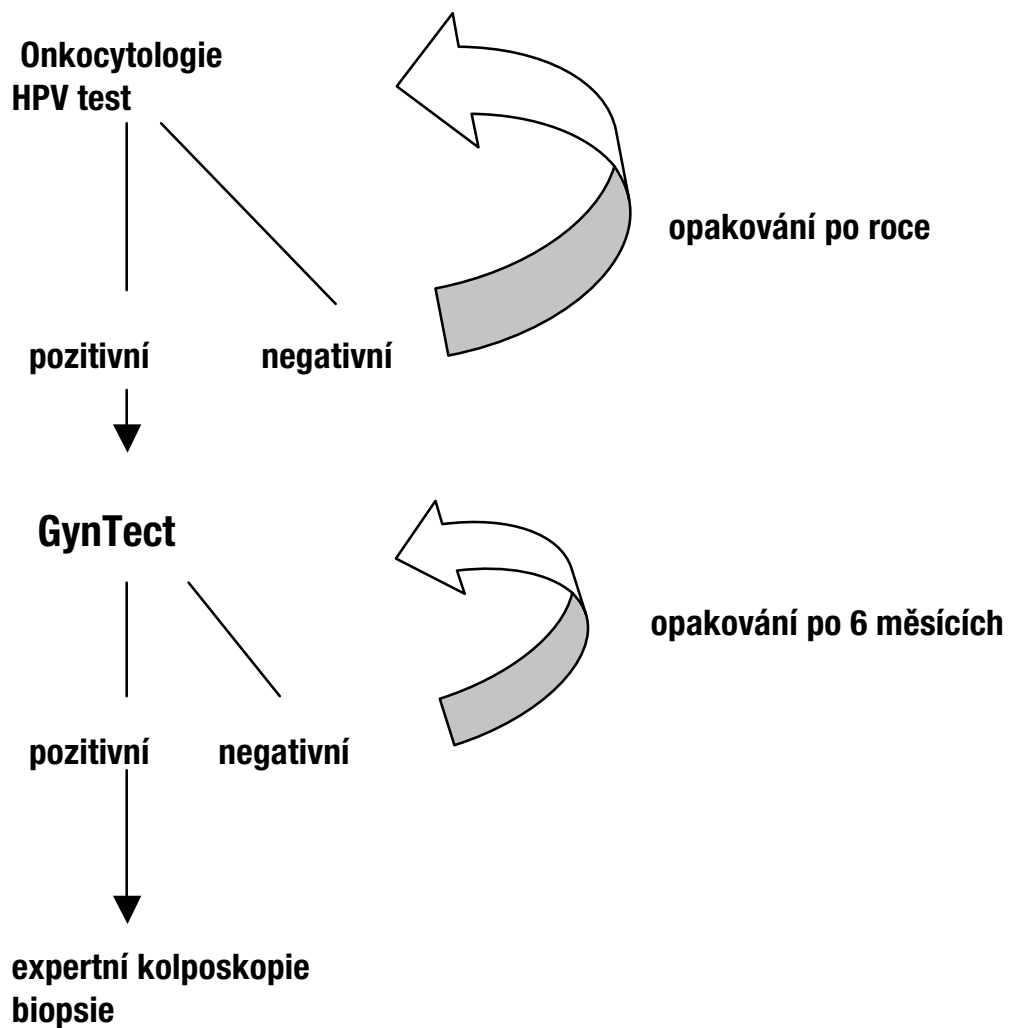 Onkocytologie
HPV test
opakování po roce
pozitivní negativní
GynTect
opakování po 6 měsících
pozitivní negativní
expertní kolposkopie
biopsie